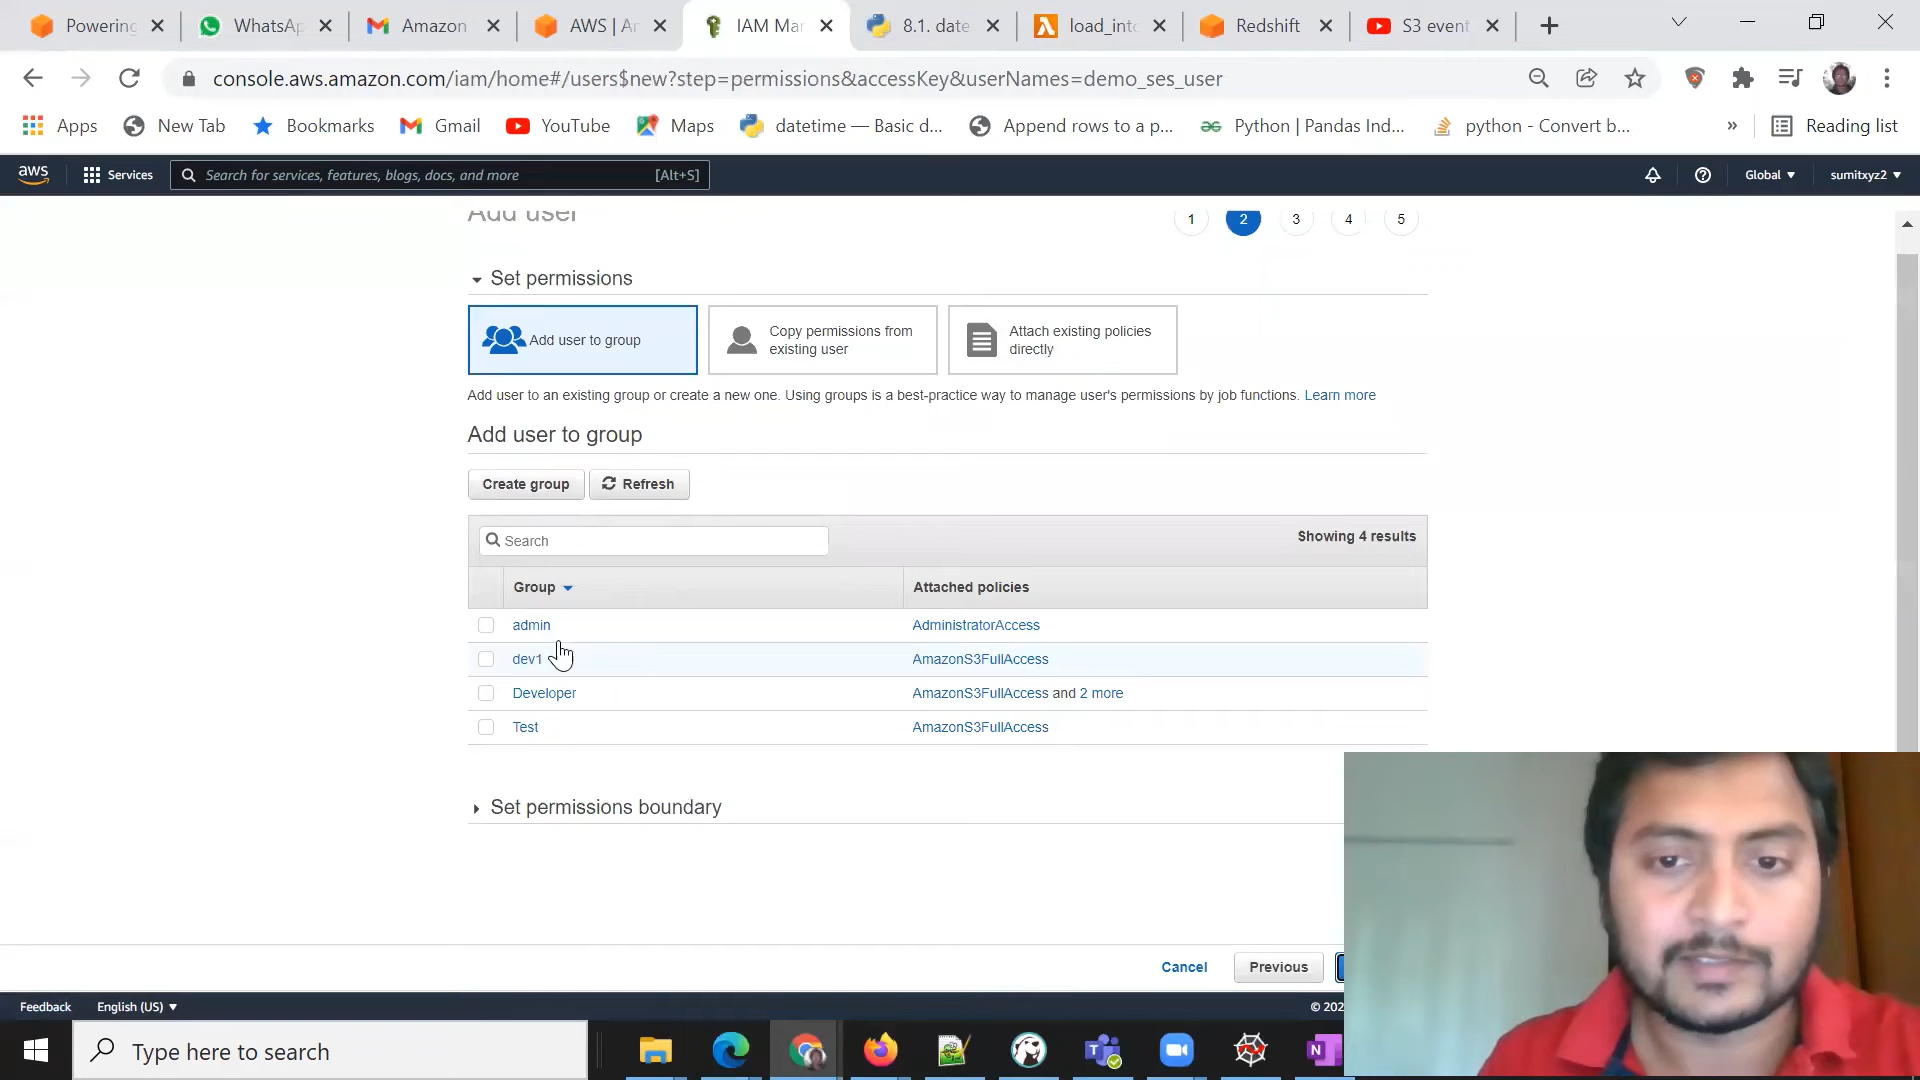 Powering
WhatsAp
Amazon
AWS | An
IAM Mar
8.1. date
load_into
Redshift
S3 event
console.aws.amazon.com/iam/home#/users$new?step=permissions&accessKey&userNames=demo_ses_user
Apps
New Tab
Bookmarks
Gmail
YouTube
Maps
datetime — Basic d...
Append rows to a p...
Python | Pandas Ind...
python - Convert b...
»
Reading list
aws
Services
Search for services, features, blogs, docs, and more
[Alt+S]
Global
sumitxyz2
Add user
1
2
3
4
5
Set permissions
Add user to group
Copy permissions from
existing user
Attach existing policies
directly
Add user to an existing group or create a new one. Using groups is a best-practice way to manage user's permissions by job functions. Learn more
Add user to group
Create group
Refresh
Search
Showing 4 results
Group
Attached policies
admin
AdministratorAccess
dev1
AmazonS3FullAccess
Developer
AmazonS3FullAccess and 2 more
Test
AmazonS3FullAccess
Set permissions boundary
Cancel
Previous
Feedback
English (US)
© 202
Type here to search